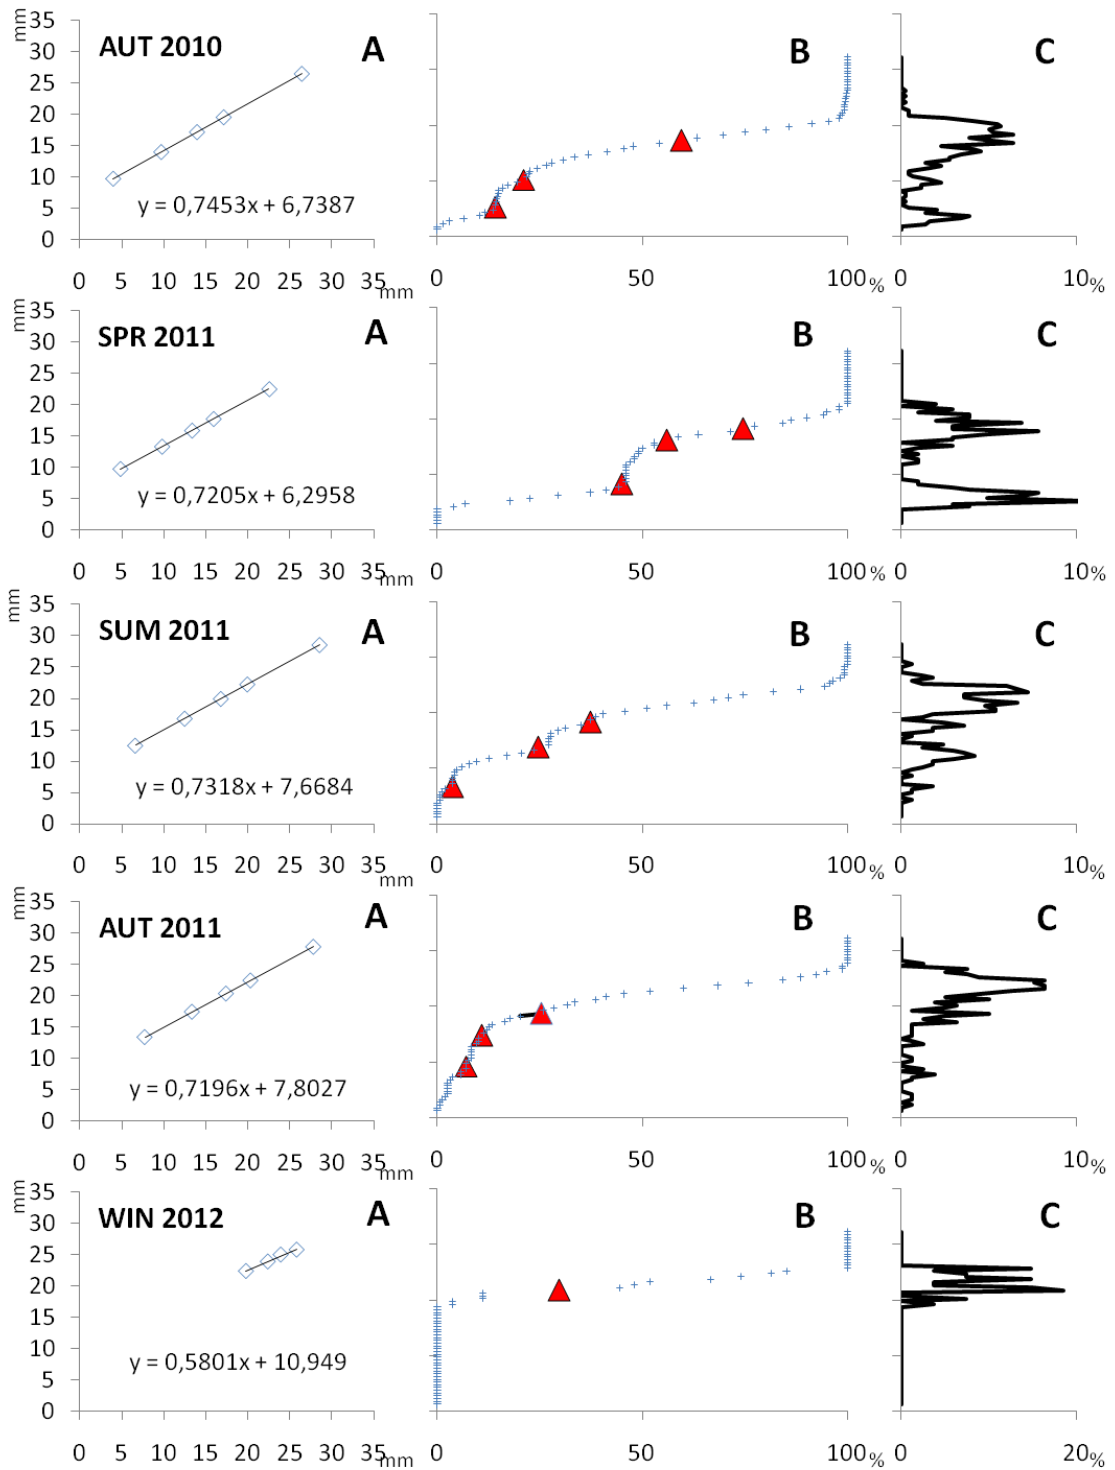 mm
35
30
25
20
15
10
5
0
AUT 2010
A
B
C
y = 0,7453x + 6,7387
0 5 10 15 20 25 30 35
mm
0 50 100 %
0 10%
mm
35
30
25
20
15
10
5
0
SPR 2011
A
B
C
y = 0,7205x + 6,2958
0 5 10 15 20 25 30 35
mm
0 50 100 %
0 10%
mm
35
30
25
20
15
10
5
0
SUM 2011
A
B
C
y = 0,7318x + 7,6684
0 5 10 15 20 25 30 35
mm
0 50 100 %
0 10%
mm
35
30
25
20
15
10
5
0
AUT 2011
A
B
C
y = 0,7196x + 7,8027
0 5 10 15 20 25 30 35
mm
0 50 100 %
0 10%
mm
35
30
25
20
15
10
5
0
WIN 2012
A
B
C
y = 0,5801x + 10,949
0 5 10 15 20 25 30 35
mm
0 50 100 %
0 20%